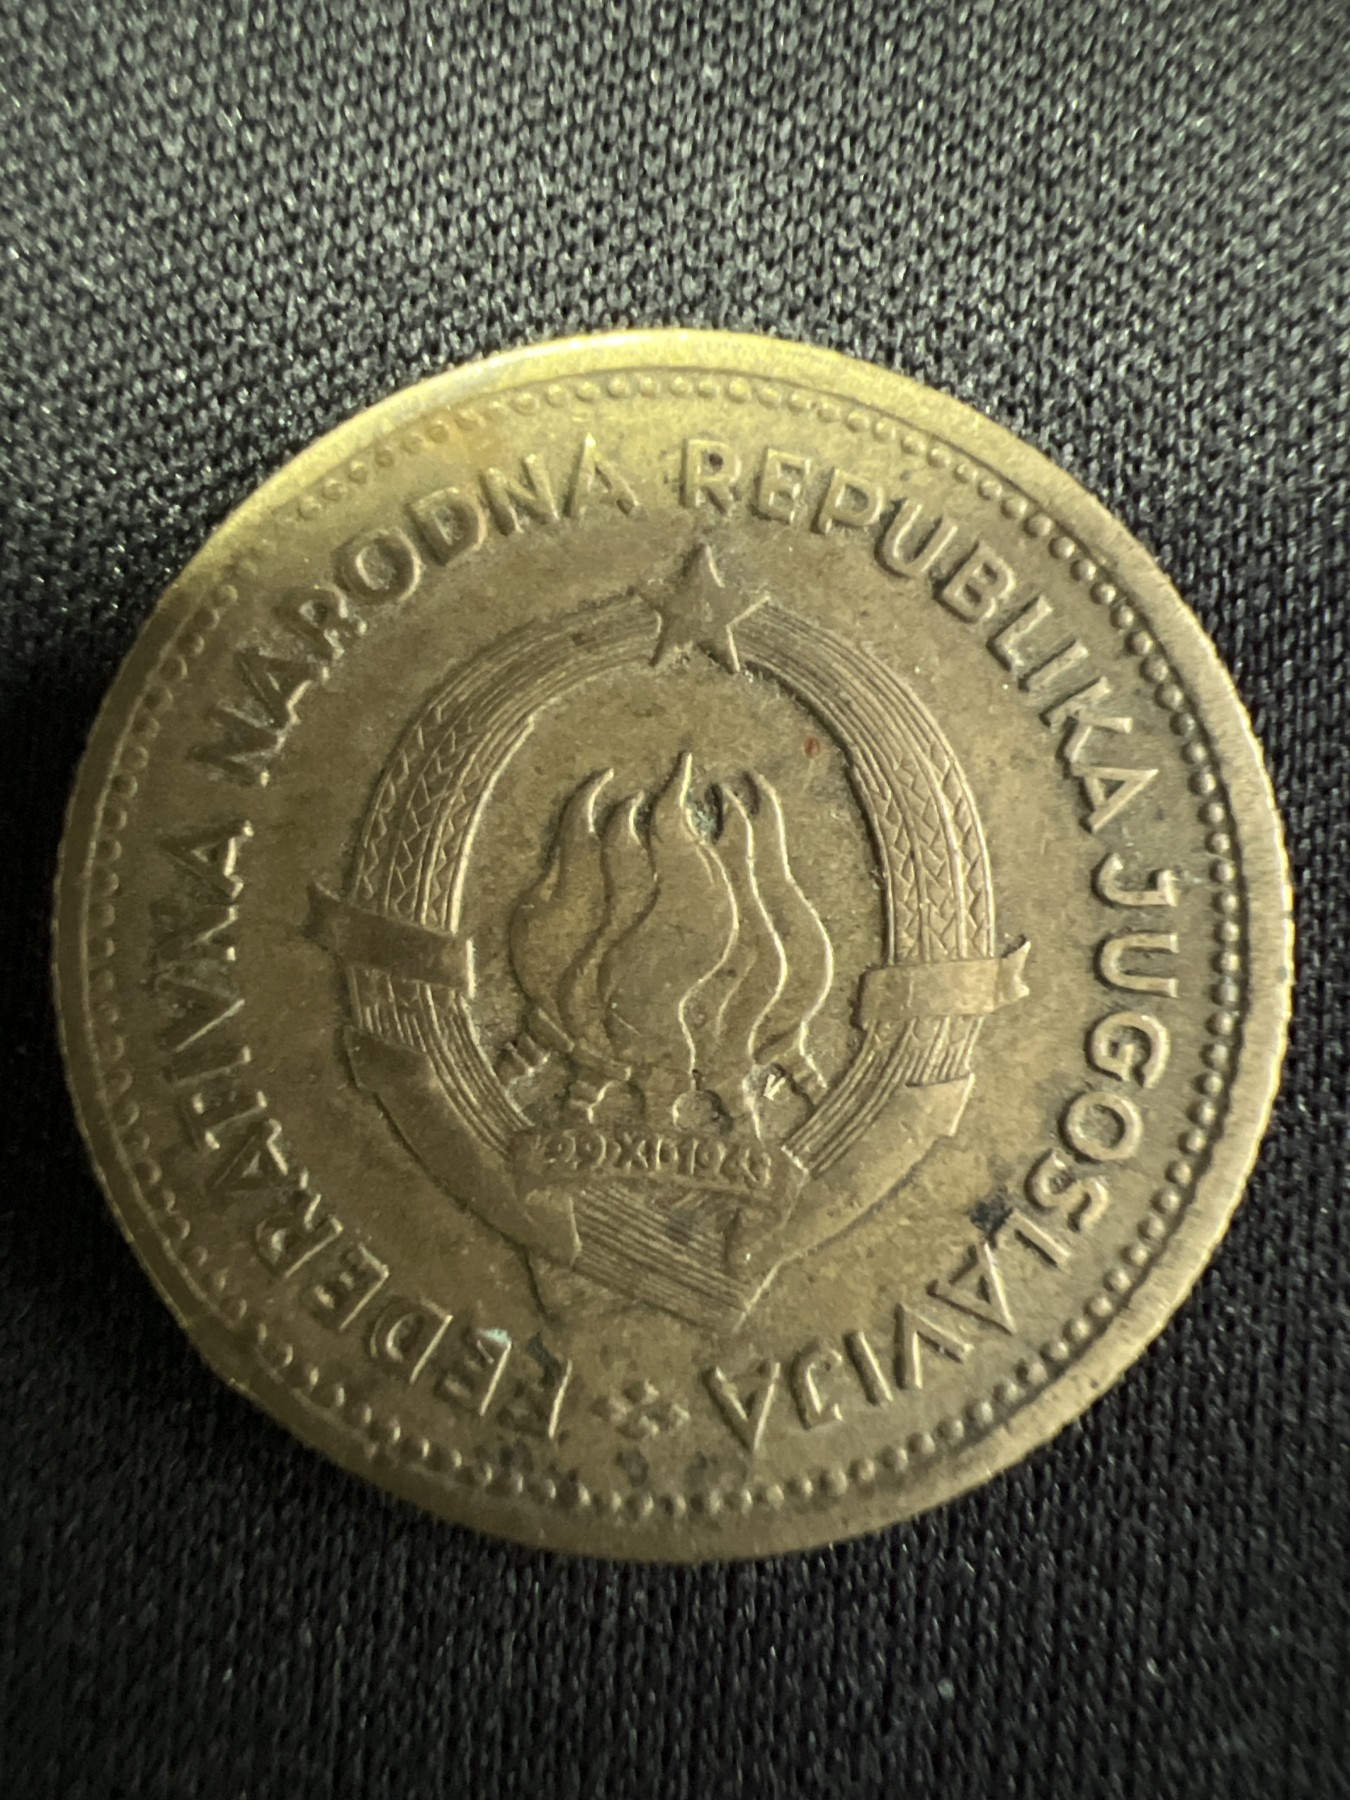 FEDERATIVNA NARODNA REPUBLIKA JUGOSLAVIJA
29·XI·1943